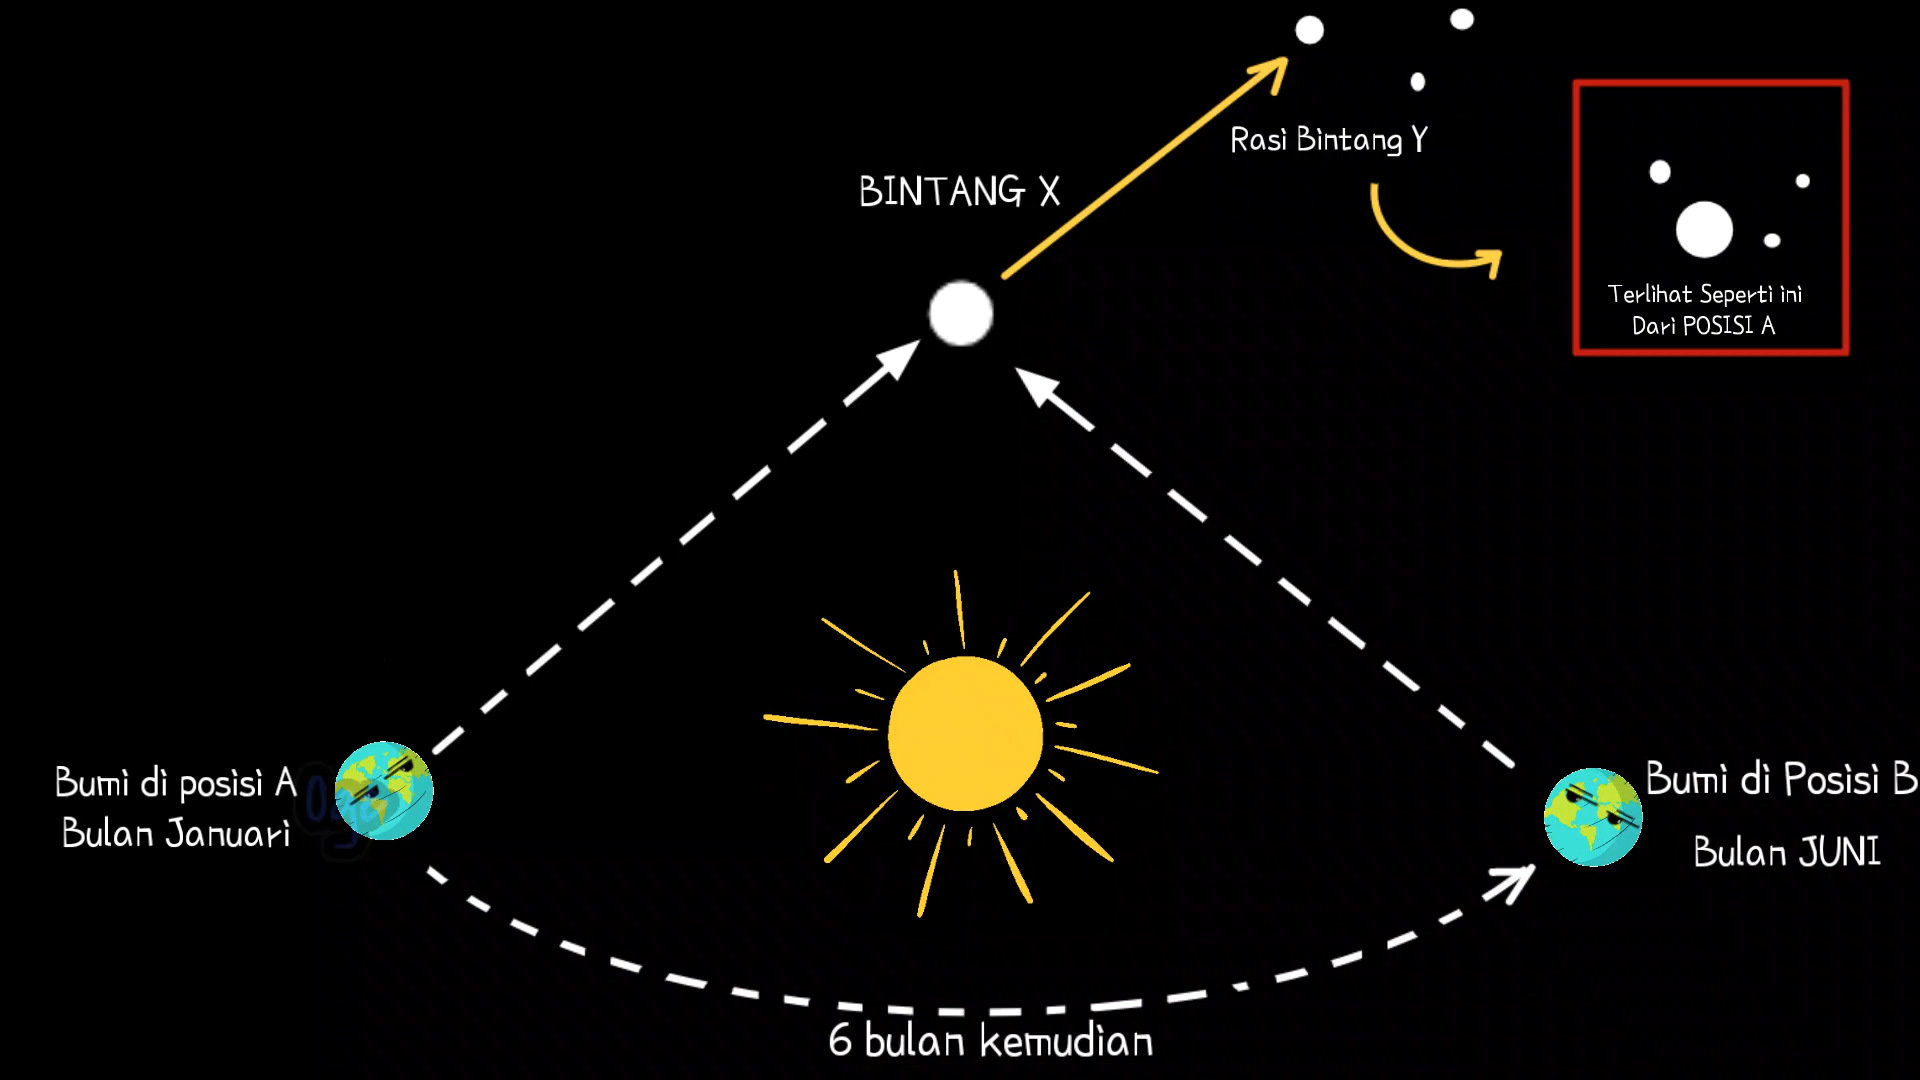 Rasi Bintang Y
BINTANG X
Terlihat Seperti ini
Dari POSISI A
Bumi di posisi A
Bulan Januari
Bumi di Posisi B
Bulan JUNI
6 bulan kemudian